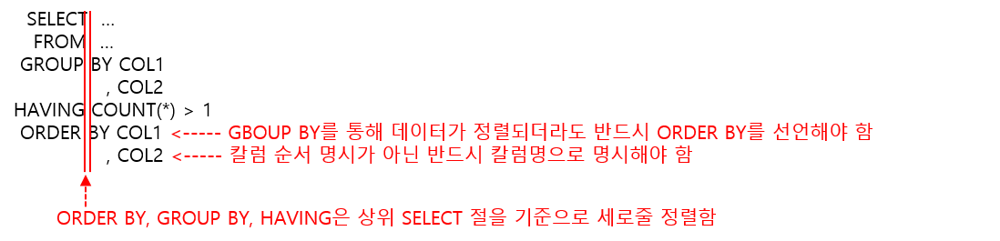 SELECT ...
FROM ...
GROUP BY COL1
, COL2
HAVING COUNT(*) > 1
ORDER BY COL1 <----- GBOUP BY를 통해 데이터가 정렬되더라도 반드시 ORDER BY를 선언해야 함
, COL2 <----- 칼럼 순서 명시가 아닌 반드시 칼럼명으로 명시해야 함
ORDER BY, GROUP BY, HAVING은 상위 SELECT 절을 기준으로 세로줄 정렬함